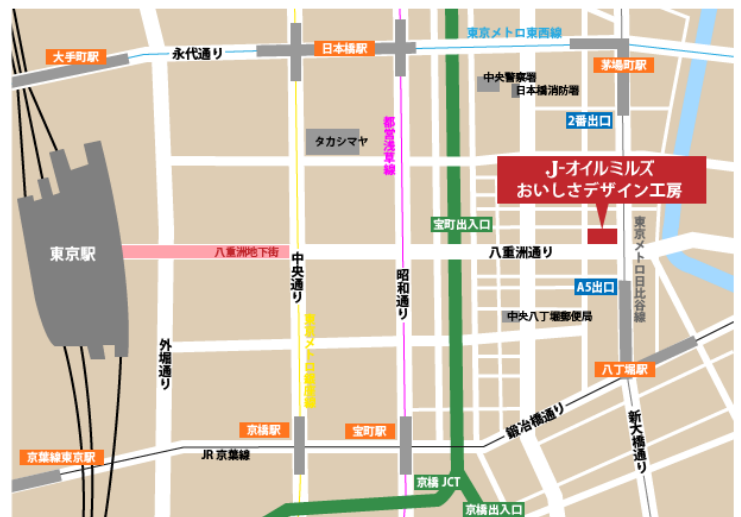 大手町駅
永代通り
日本橋駅
東京メトロ東西線
茅場町駅
中央警察署
日本橋消防署
2番出口
タカシマヤ
都営浅草線
J-オイルミルズ
おいしさデザイン工房
東京駅
八重洲地下街
中央通り
昭和通り
宝町出入口
八重洲通り
東京メトロ日比谷線
A5出口
中央八丁堀郵便局
外堀通り
東京メトロ銀座線
八丁堀駅
京橋駅
宝町駅
鍛冶橋通り
新大橋通り
京葉線東京駅
JR 京葉線
京橋 JCT
京橋出入口